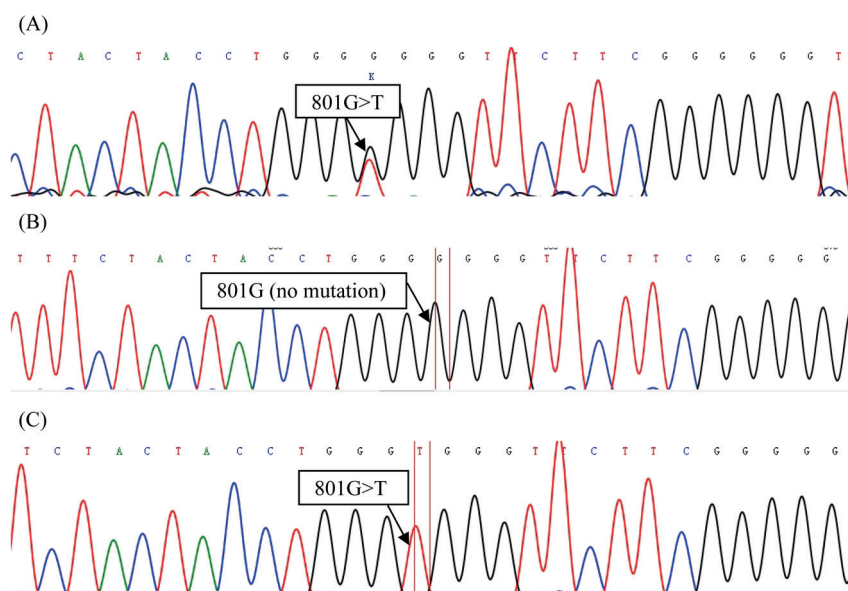 (A)
C T A C T A C C T G G G G G G G T T C T T C G G G G G G T
K
801G>T
(B)
T T T C T A C T A C C T G G G G G G G T T C T T C G G G G G
801G (no mutation)
(C)
T C T A C T A C C T G G G T G G G T T C T T C G G G G G
801G>T